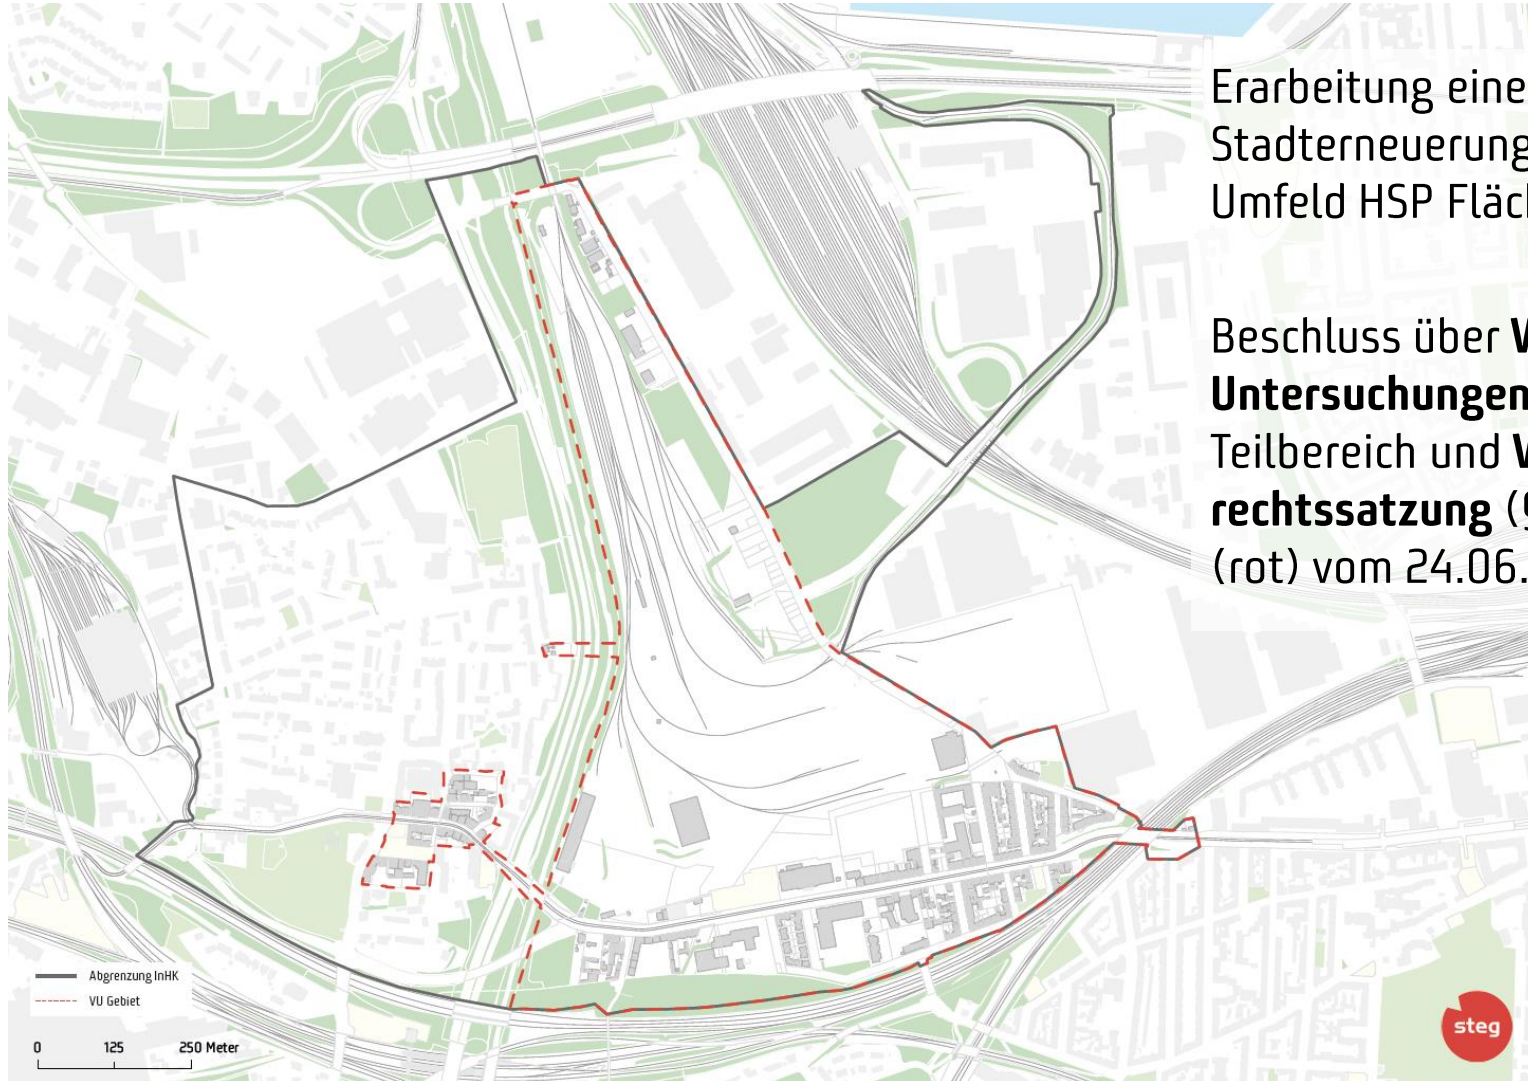 Erarbeitung eine
Stadterneuerung
Umfeld HSP
Beschluss über
Untersuchungen
Teilbereich und
rechtssatzung
(rot) vom 24.06.
Abgrenzung InHK
VU Gebiet
0 125 250 Meter
steg